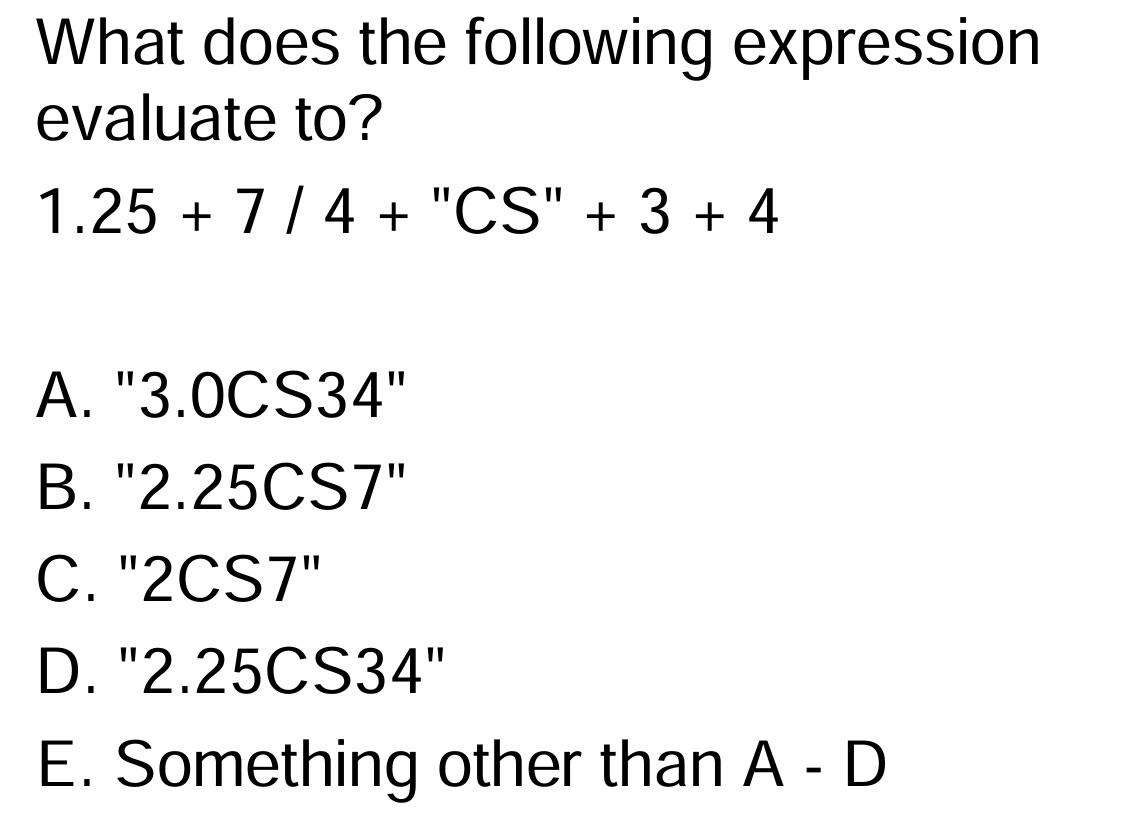 What does the following expression
evaluate to?
1.25 + 7 / 4 + "CS" + 3 + 4
A. "3.0CS34"
B. "2.25CS7"
C. "2CS7"
D. "2.25CS34"
E. Something other than A - D